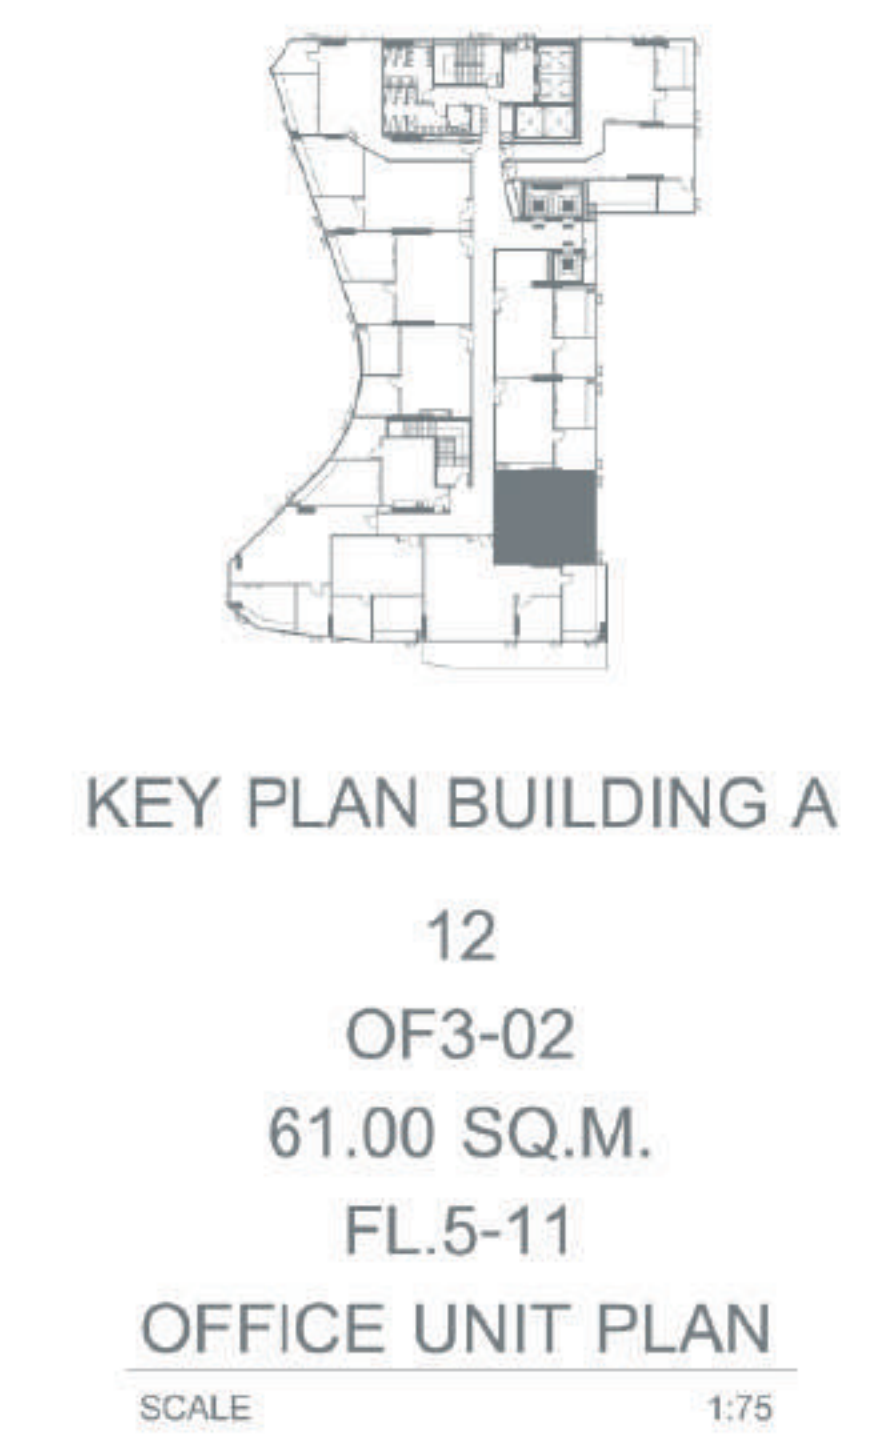 KEY PLAN BUILDING A
12
OF3-02
61.00 SQ.M.
FL.5-11
OFFICE UNIT PLAN
SCALE 1:75